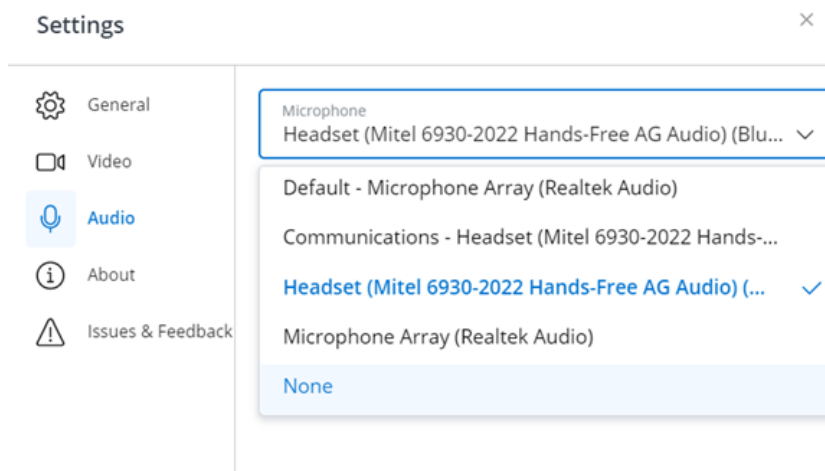 Settings
General
Video
Audio
About
Issues & Feedback
Microphone
Headset (Mitel 6930-2022 Hands-Free AG Audio) (Blu...
Default - Microphone Array (Realtek Audio)
Communications - Headset (Mitel 6930-2022 Hands-...
Headset (Mitel 6930-2022 Hands-Free AG Audio) (...
Microphone Array (Realtek Audio)
None